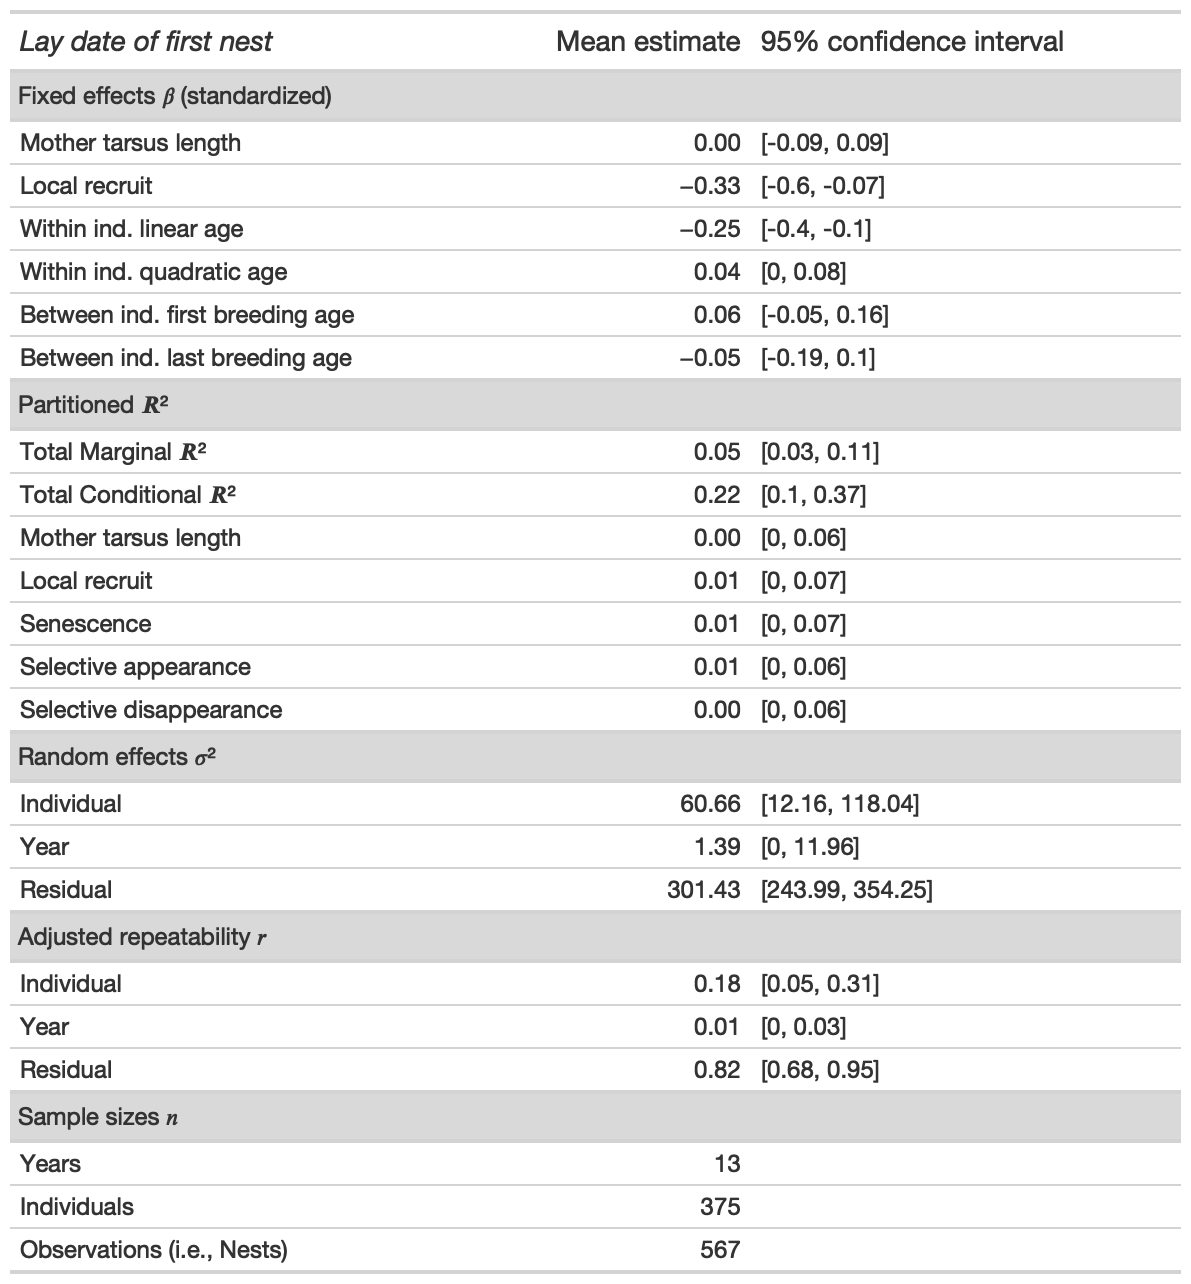 Lay date of first nest Mean estimate 95% confidence interval
Fixed effects β (standardized)
Mother tarsus length 0.00 [-0.09, 0.09]
Local recruit −0.33 [-0.6, -0.07]
Within ind. linear age −0.25 [-0.4, -0.1]
Within ind. quadratic age 0.04 [0, 0.08]
Between ind. first breeding age 0.06 [-0.05, 0.16]
Between ind. last breeding age −0.05 [-0.19, 0.1]
Partitioned R²
Total Marginal R² 0.05 [0.03, 0.11]
Total Conditional R² 0.22 [0.1, 0.37]
Mother tarsus length 0.00 [0, 0.06]
Local recruit 0.01 [0, 0.07]
Senescence 0.01 [0, 0.07]
Selective appearance 0.01 [0, 0.06]
Selective disappearance 0.00 [0, 0.06]
Random effects σ²
Individual 60.66 [12.16, 118.04]
Year 1.39 [0, 11.96]
Residual 301.43 [243.99, 354.25]
Adjusted repeatability r
Individual 0.18 [0.05, 0.31]
Year 0.01 [0, 0.03]
Residual 0.82 [0.68, 0.95]
Sample sizes n
Years 13
Individuals 375
Observations (i.e., Nests) 567